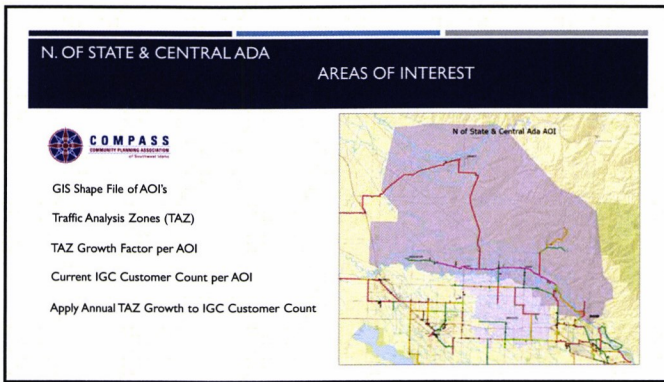 N. OF STATE & CENTRAL ADA
AREAS OF INTEREST
COMPASS
COMMUNITY PLANNING ASSOCIATION
of Southwest Idaho
N of State & Central Ada AOI
GIS Shape File of AOI's
Traffic Analysis Zones (TAZ)
TAZ Growth Factor per AOI
Current IGC Customer Count per AOI
Apply Annual TAZ Growth to IGC Customer Count